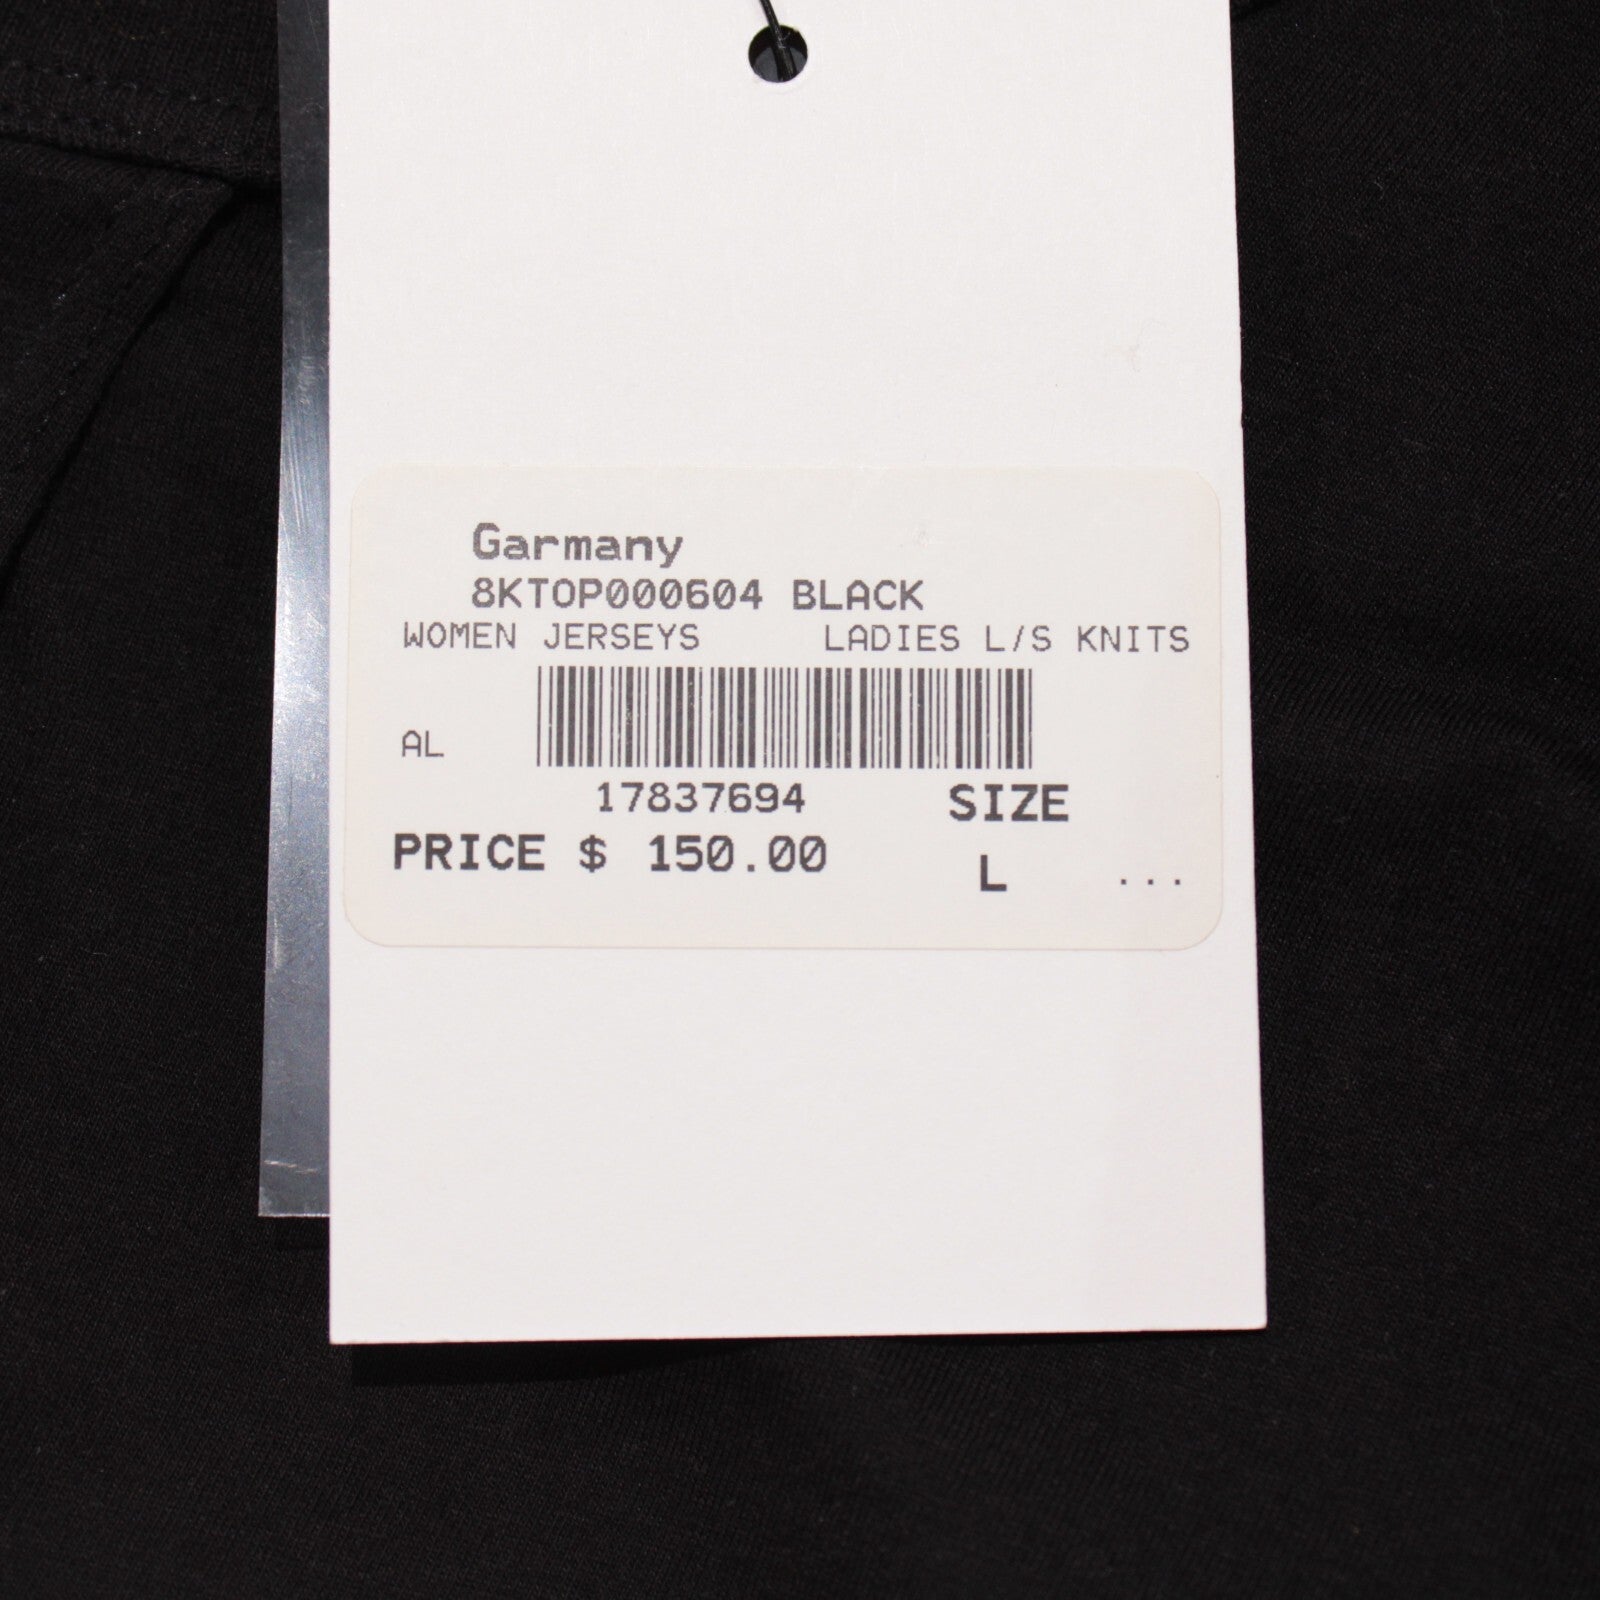 Garmany
8KTOP000604 BLACK
WOMEN JERSEYS LADIES L/S KNITS
AL
17837694 SIZE
PRICE $ 150.00
L ...